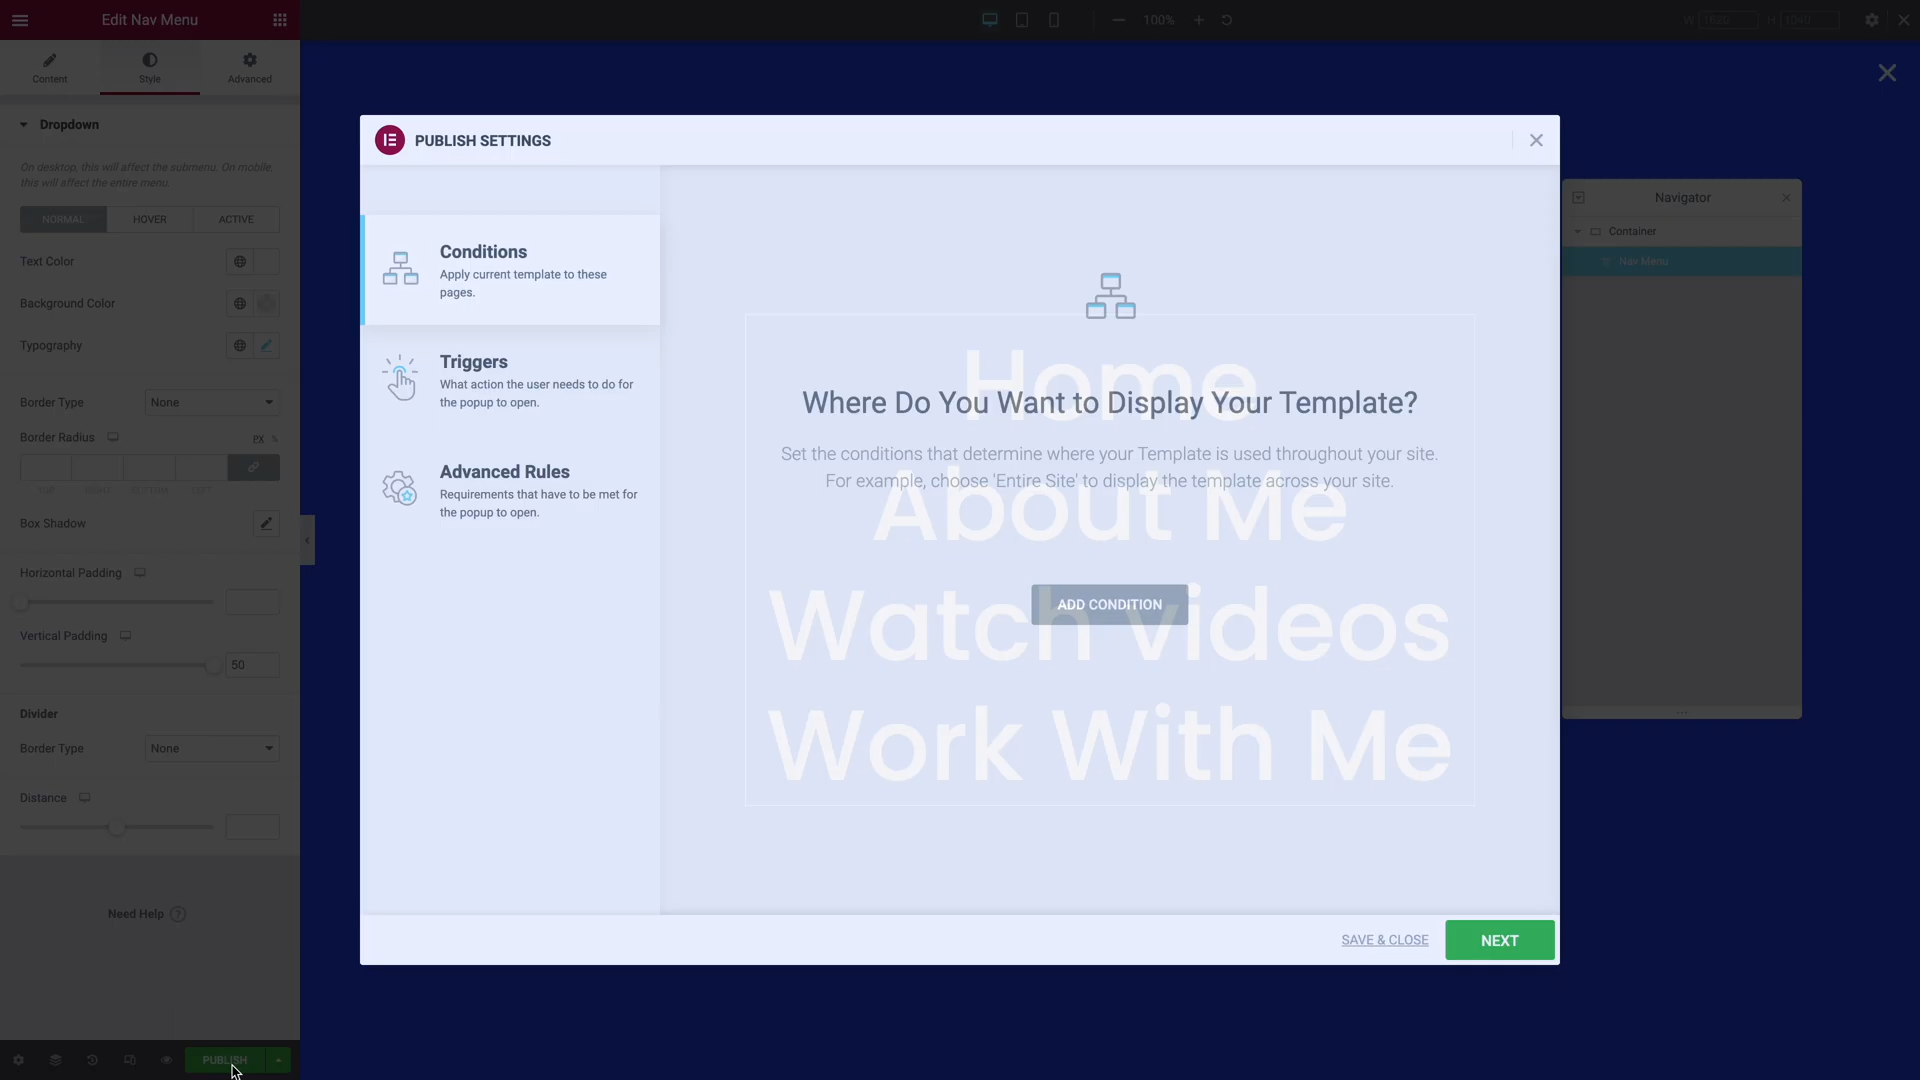 Edit Nav Menu
100%
W 1620 H 1040
Content
Style
Advanced
Dropdown
On desktop, this will affect the submenu. On mobile,
this will affect the entire menu.
NORMAL
HOVER
ACTIVE
Text Color
Background Color
Typography
Border Type
None
Border Radius
PX %
TOP RIGHT BOTTOM LEFT
Box Shadow
Horizontal Padding
Vertical Padding
50
Divider
Border Type
None
Distance
Need Help ?
PUBLISH
PUBLISH SETTINGS
Conditions
Apply current template to these
pages.
Triggers
What action the user needs to do for
the popup to open.
Advanced Rules
Requirements that have to be met for
the popup to open.
Home
Where Do You Want to Display Your Template?
Set the conditions that determine where your Template is used throughout your site.
For example, choose 'Entire Site' to display the template across your site.
About Me
ADD CONDITION
Watch Videos
Work With Me
SAVE & CLOSE
NEXT
Navigator
Container
Nav Menu